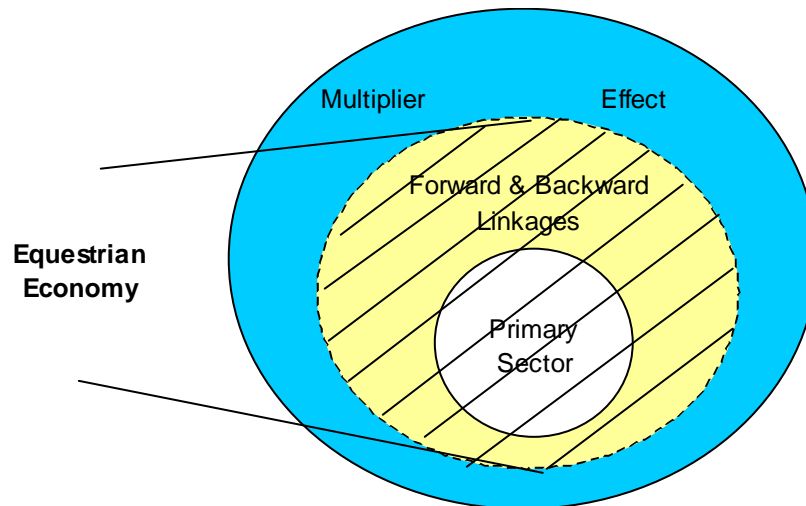 Multiplier Effect
Forward & Backward
Linkages
Equestrian
Economy
Primary
Sector